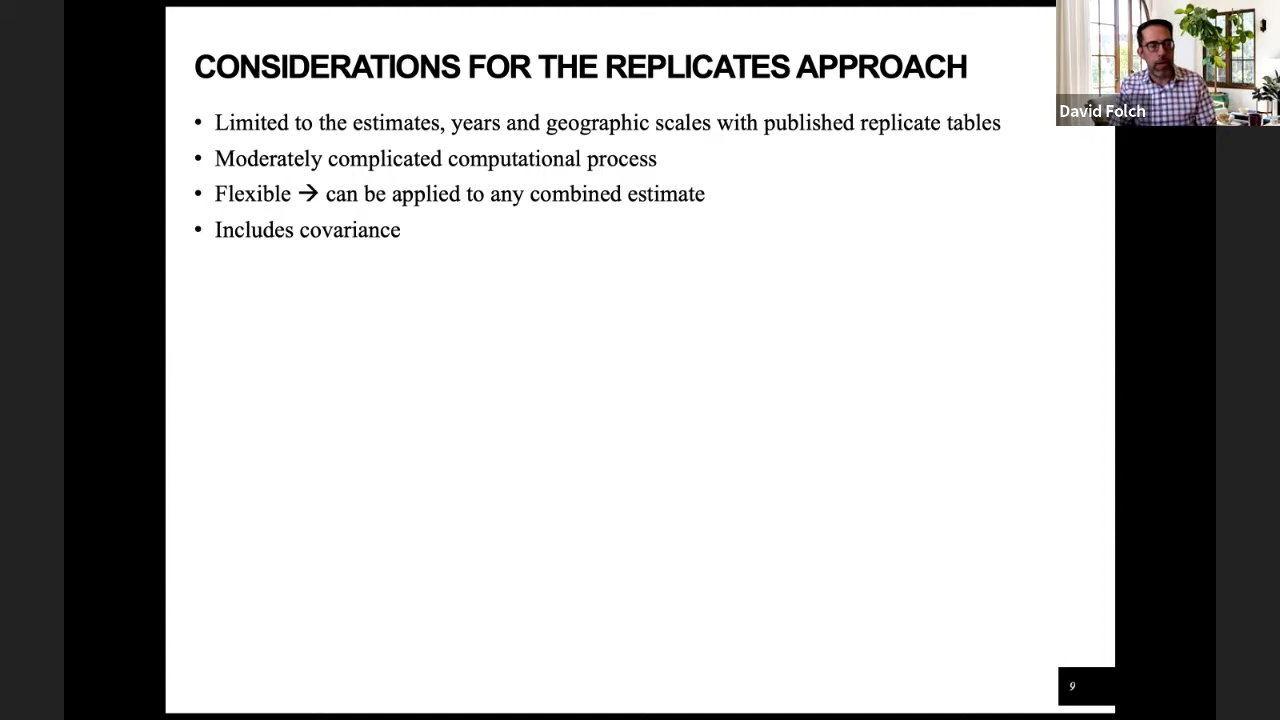 CONSIDERATIONS FOR THE REPLICATES APPROACH
• Limited to the estimates, years and geographic scales with published replicate tables
• Moderately complicated computational process
• Flexible → can be applied to any combined estimate
• Includes covariance
David Folch
9